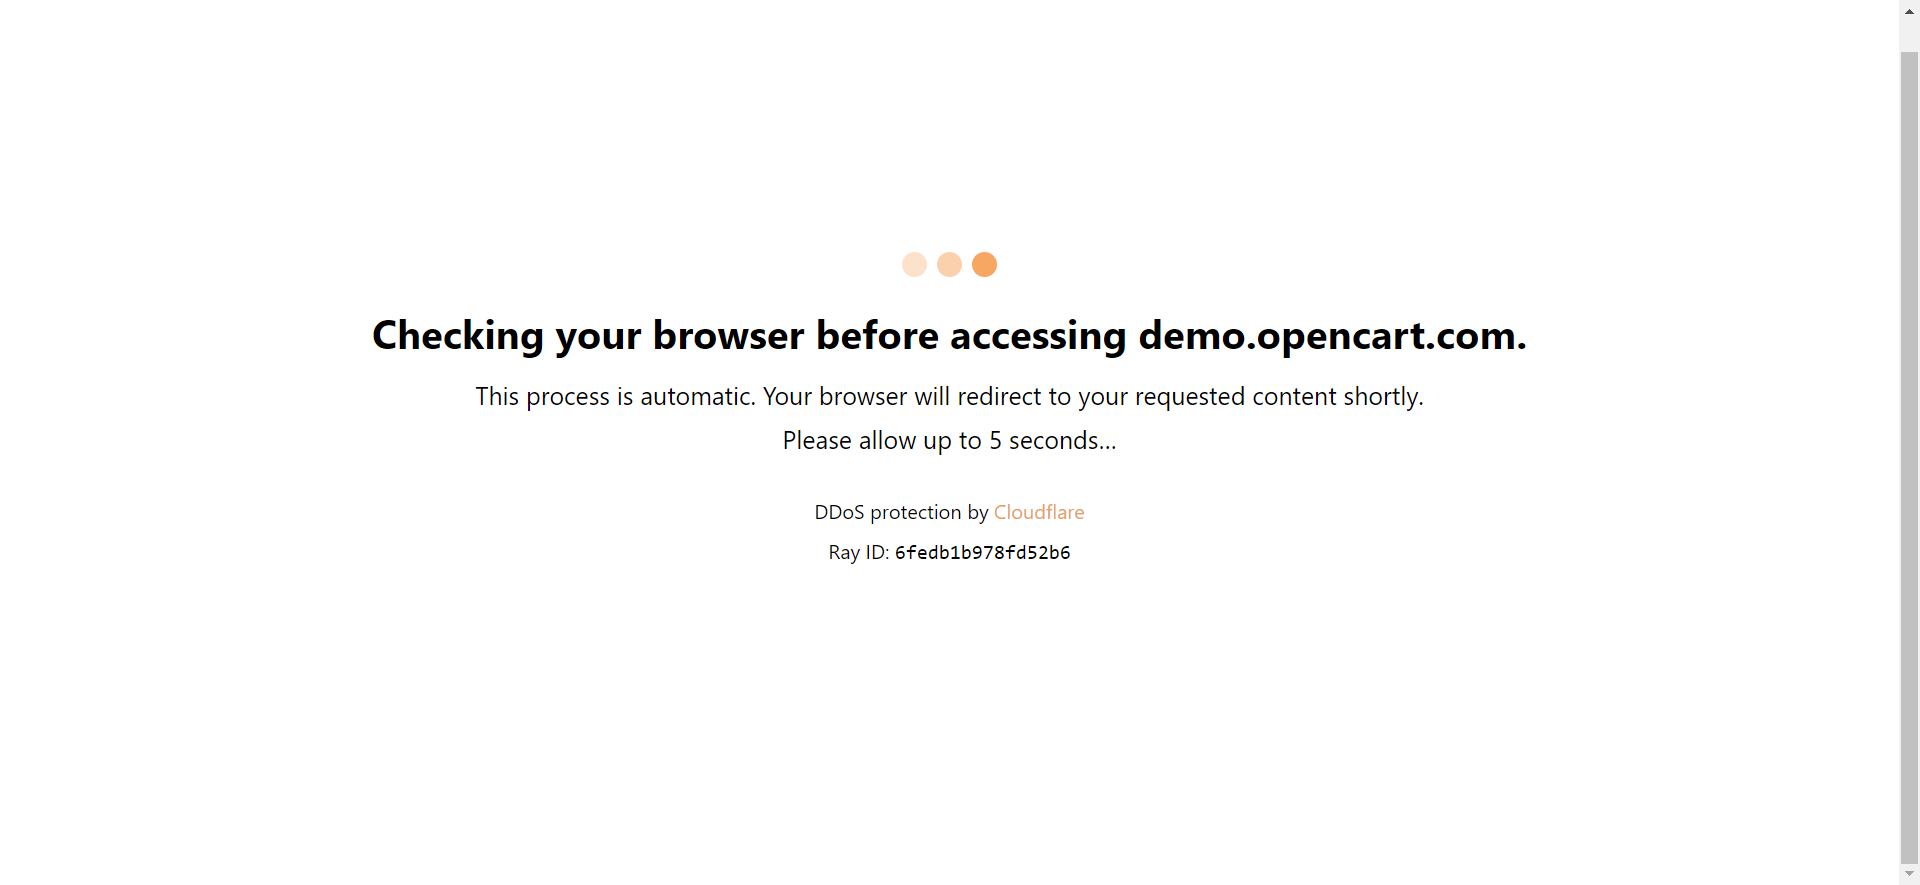 Checking your browser before accessing demo.opencart.com.
This process is automatic. Your browser will redirect to your requested content shortly.
Please allow up to 5 seconds...
DDoS protection by Cloudflare
Ray ID: 6fedb1b978fd52b6